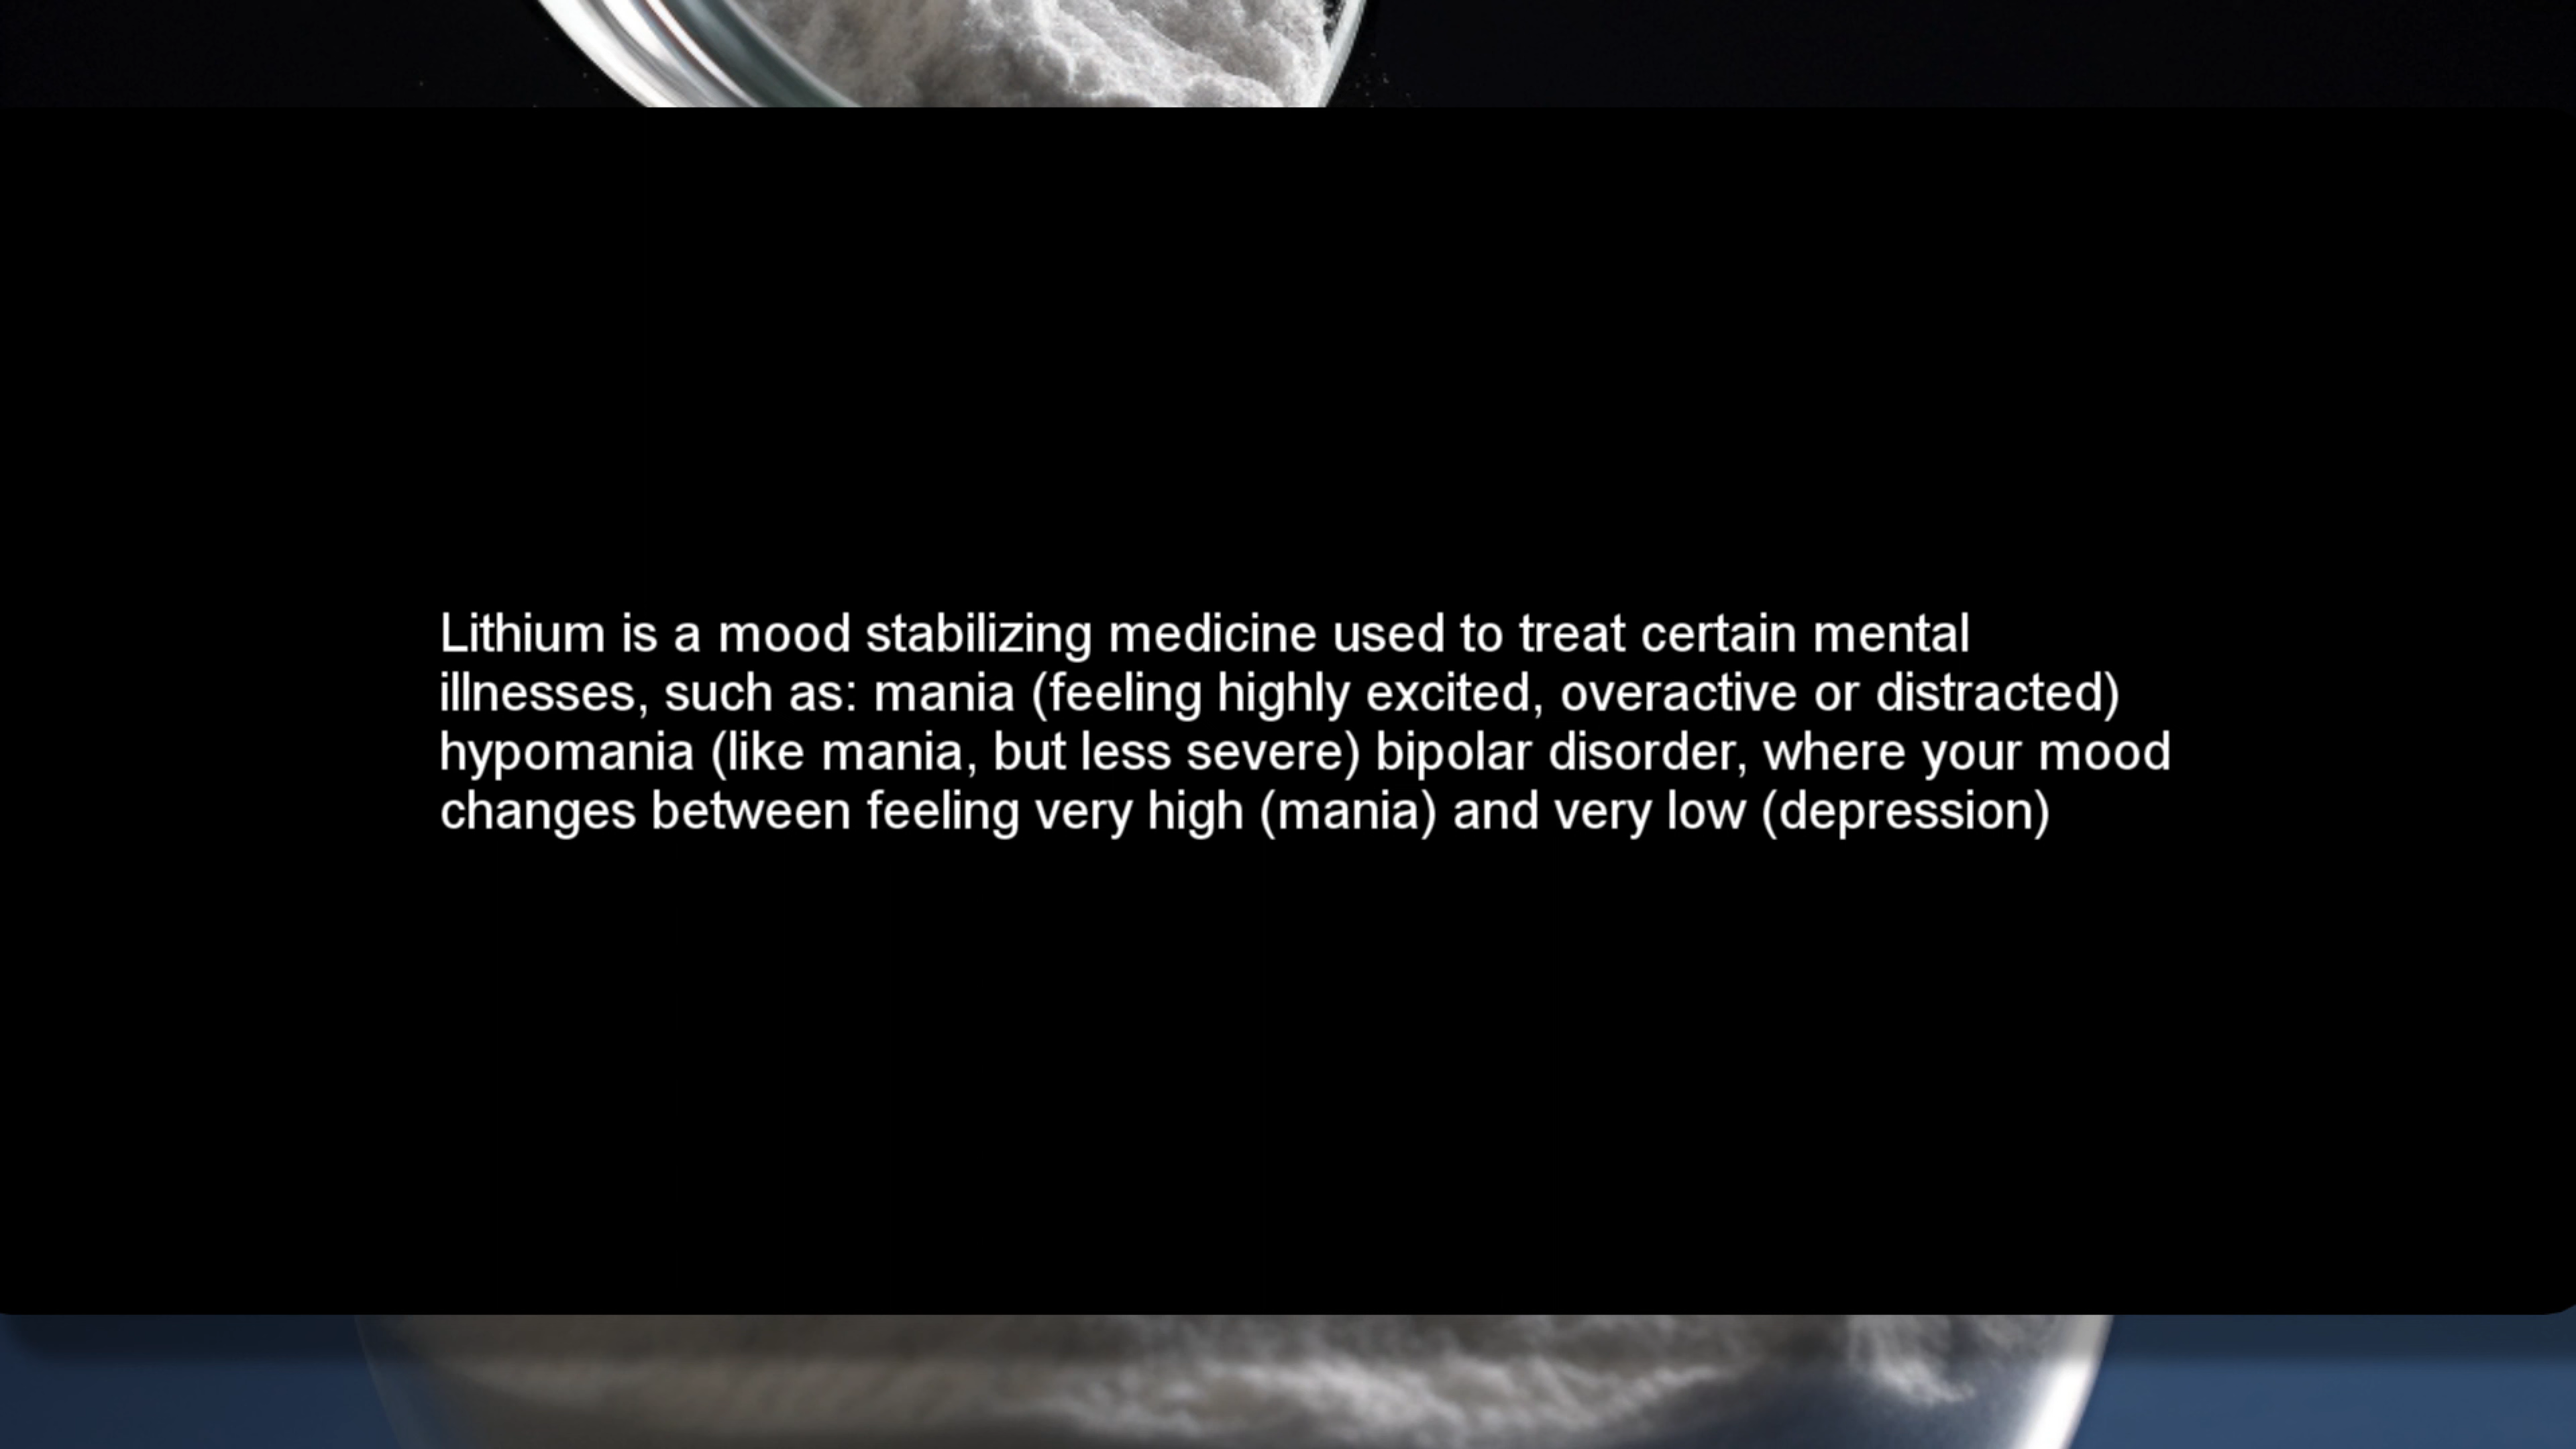 Lithium is a mood stabilizing medicine used to treat certain mental
illnesses, such as: mania (feeling highly excited, overactive or distracted)
hypomania (like mania, but less severe) bipolar disorder, where your mood
changes between feeling very high (mania) and very low (depression)